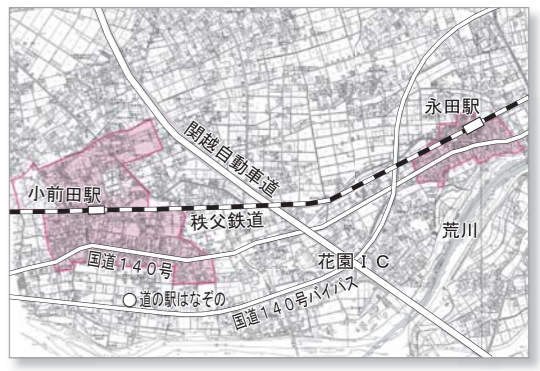 永田駅
関越自動車道
小前田駅
秩父鉄道
荒川
国道140号
花園IC
道の駅はなぞの
国道140号バイパス